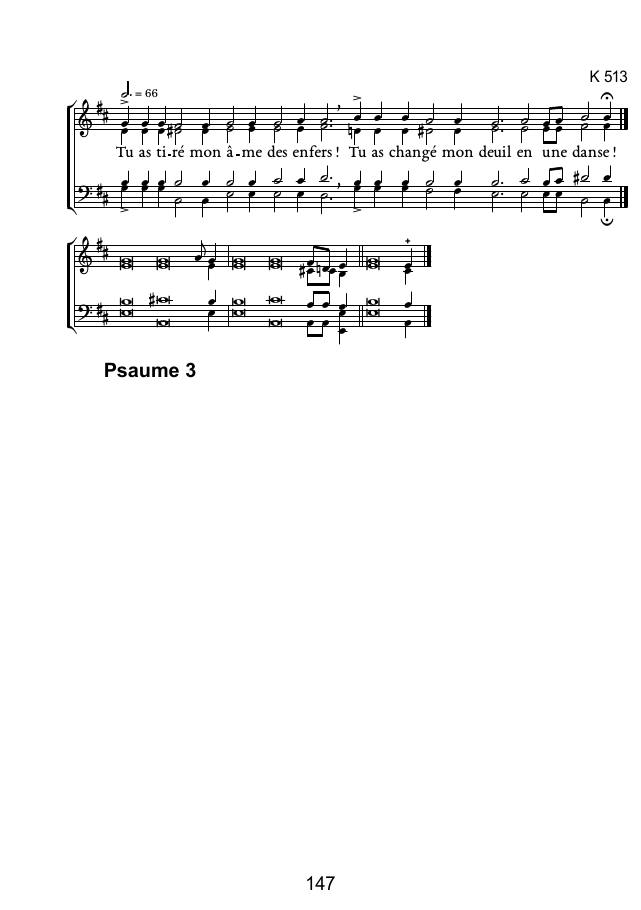 K 513
= 66
Tu as ti-ré mon â-me des enfers ! Tu as changé mon deuil en une danse !
Psaume 3
147